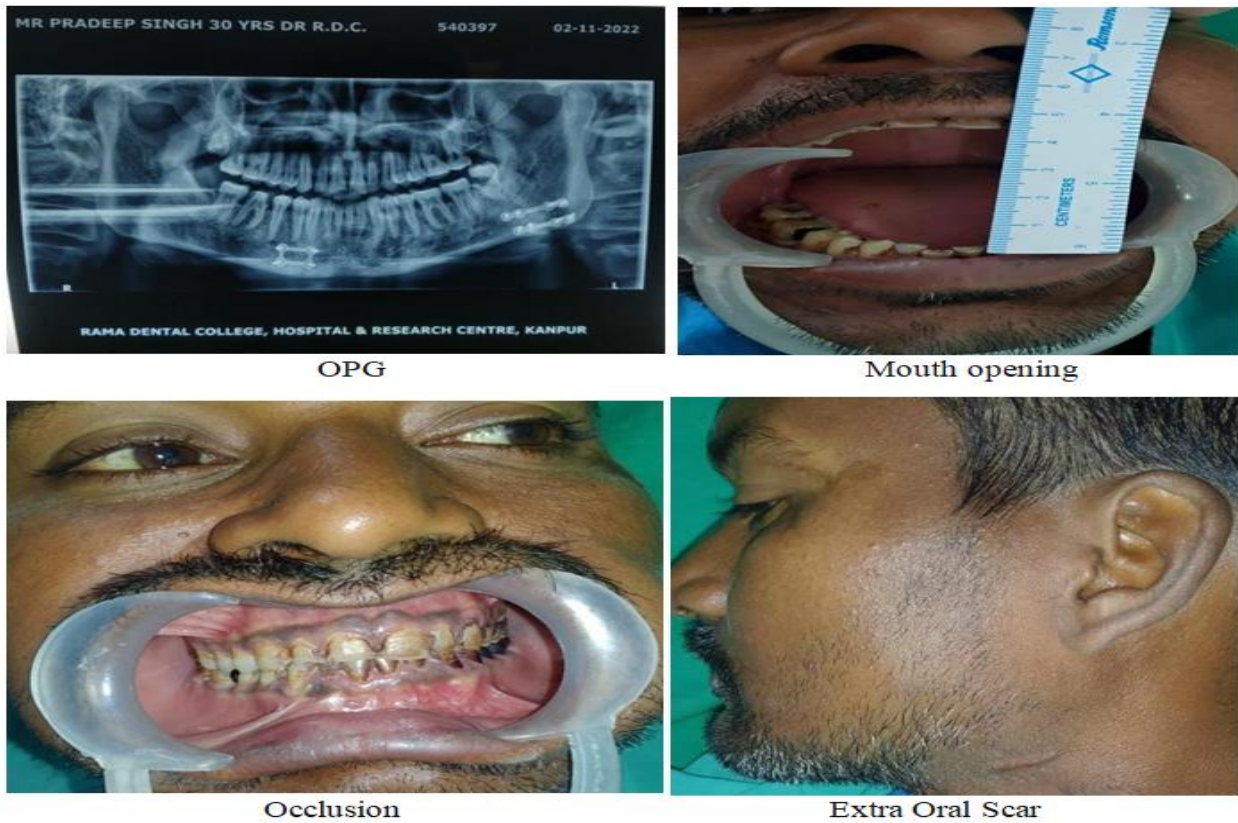 MR PRADEEP SINGH 30 YRS DR R.D.C. 540397 02-11-2022
R L
RAMA DENTAL COLLEGE, HOSPITAL & RESEARCH CENTRE, KANPUR
OPG
CENTIMETERS
Mouth opening
Occlusion
Extra Oral Scar